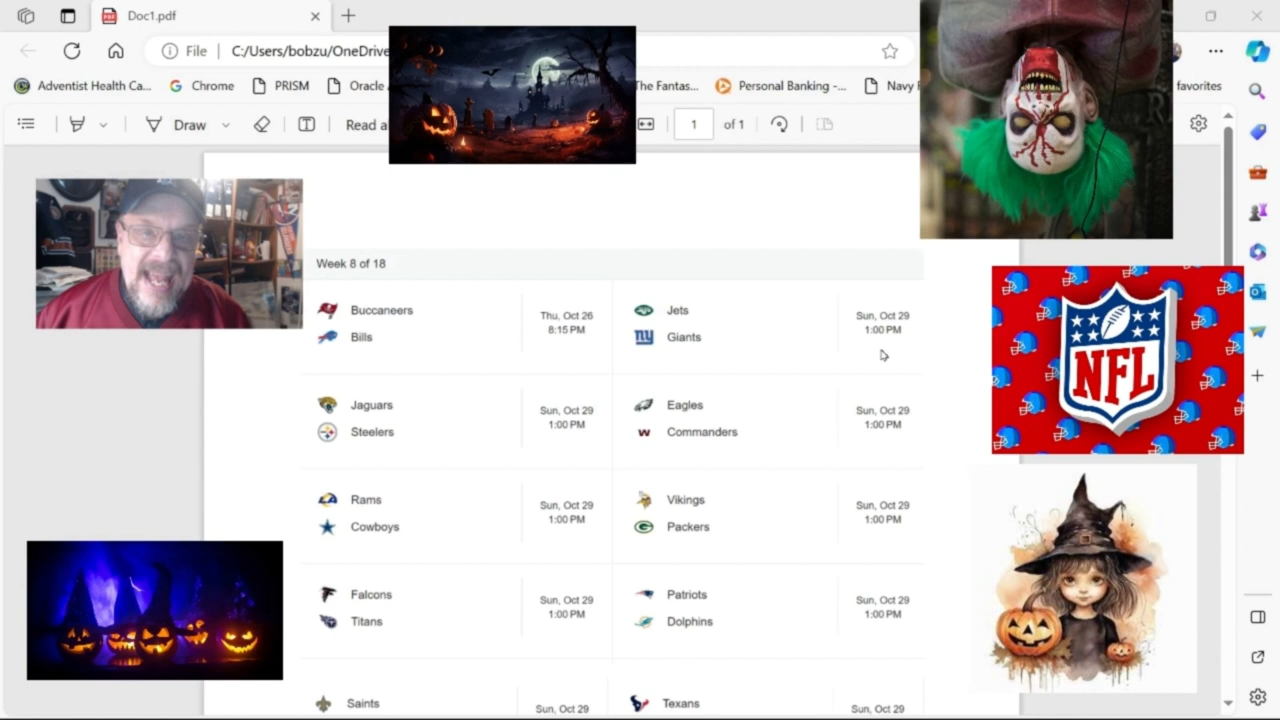 Doc1.pdf
File
C:/Users/bobzu/OneDrive
Adventist Health Ca...
Chrome
PRISM
Oracle
The Fantas...
Personal Banking -...
Navy
favorites
Draw
Read a
1
of 1
Week 8 of 18
Buccaneers
Bills
Thu, Oct 26
8:15 PM
Jets
Giants
Sun, Oct 29
1:00 PM
Jaguars
Steelers
Sun, Oct 29
1:00 PM
Eagles
Commanders
Sun, Oct 29
1:00 PM
Rams
Cowboys
Sun, Oct 29
1:00 PM
Vikings
Packers
Sun, Oct 29
1:00 PM
Falcons
Titans
Sun, Oct 29
1:00 PM
Patriots
Dolphins
Sun, Oct 29
1:00 PM
Saints
Sun, Oct 29
Texans
Sun, Oct 29
NFL